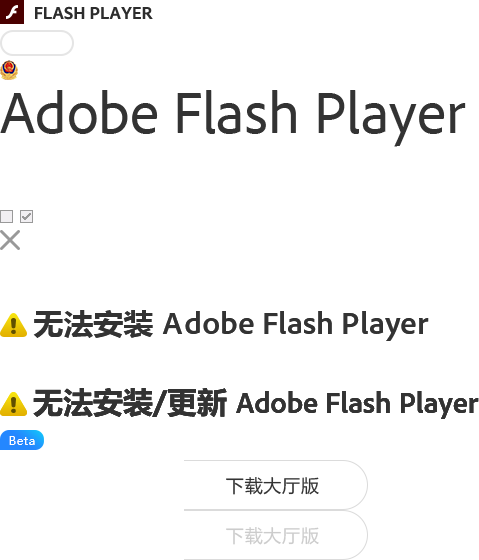 FLASH PLAYER
Adobe Flash Player
无法安装 Adobe Flash Player
无法安装/更新 Adobe Flash Player
Beta
下载大厅版
下载大厅版